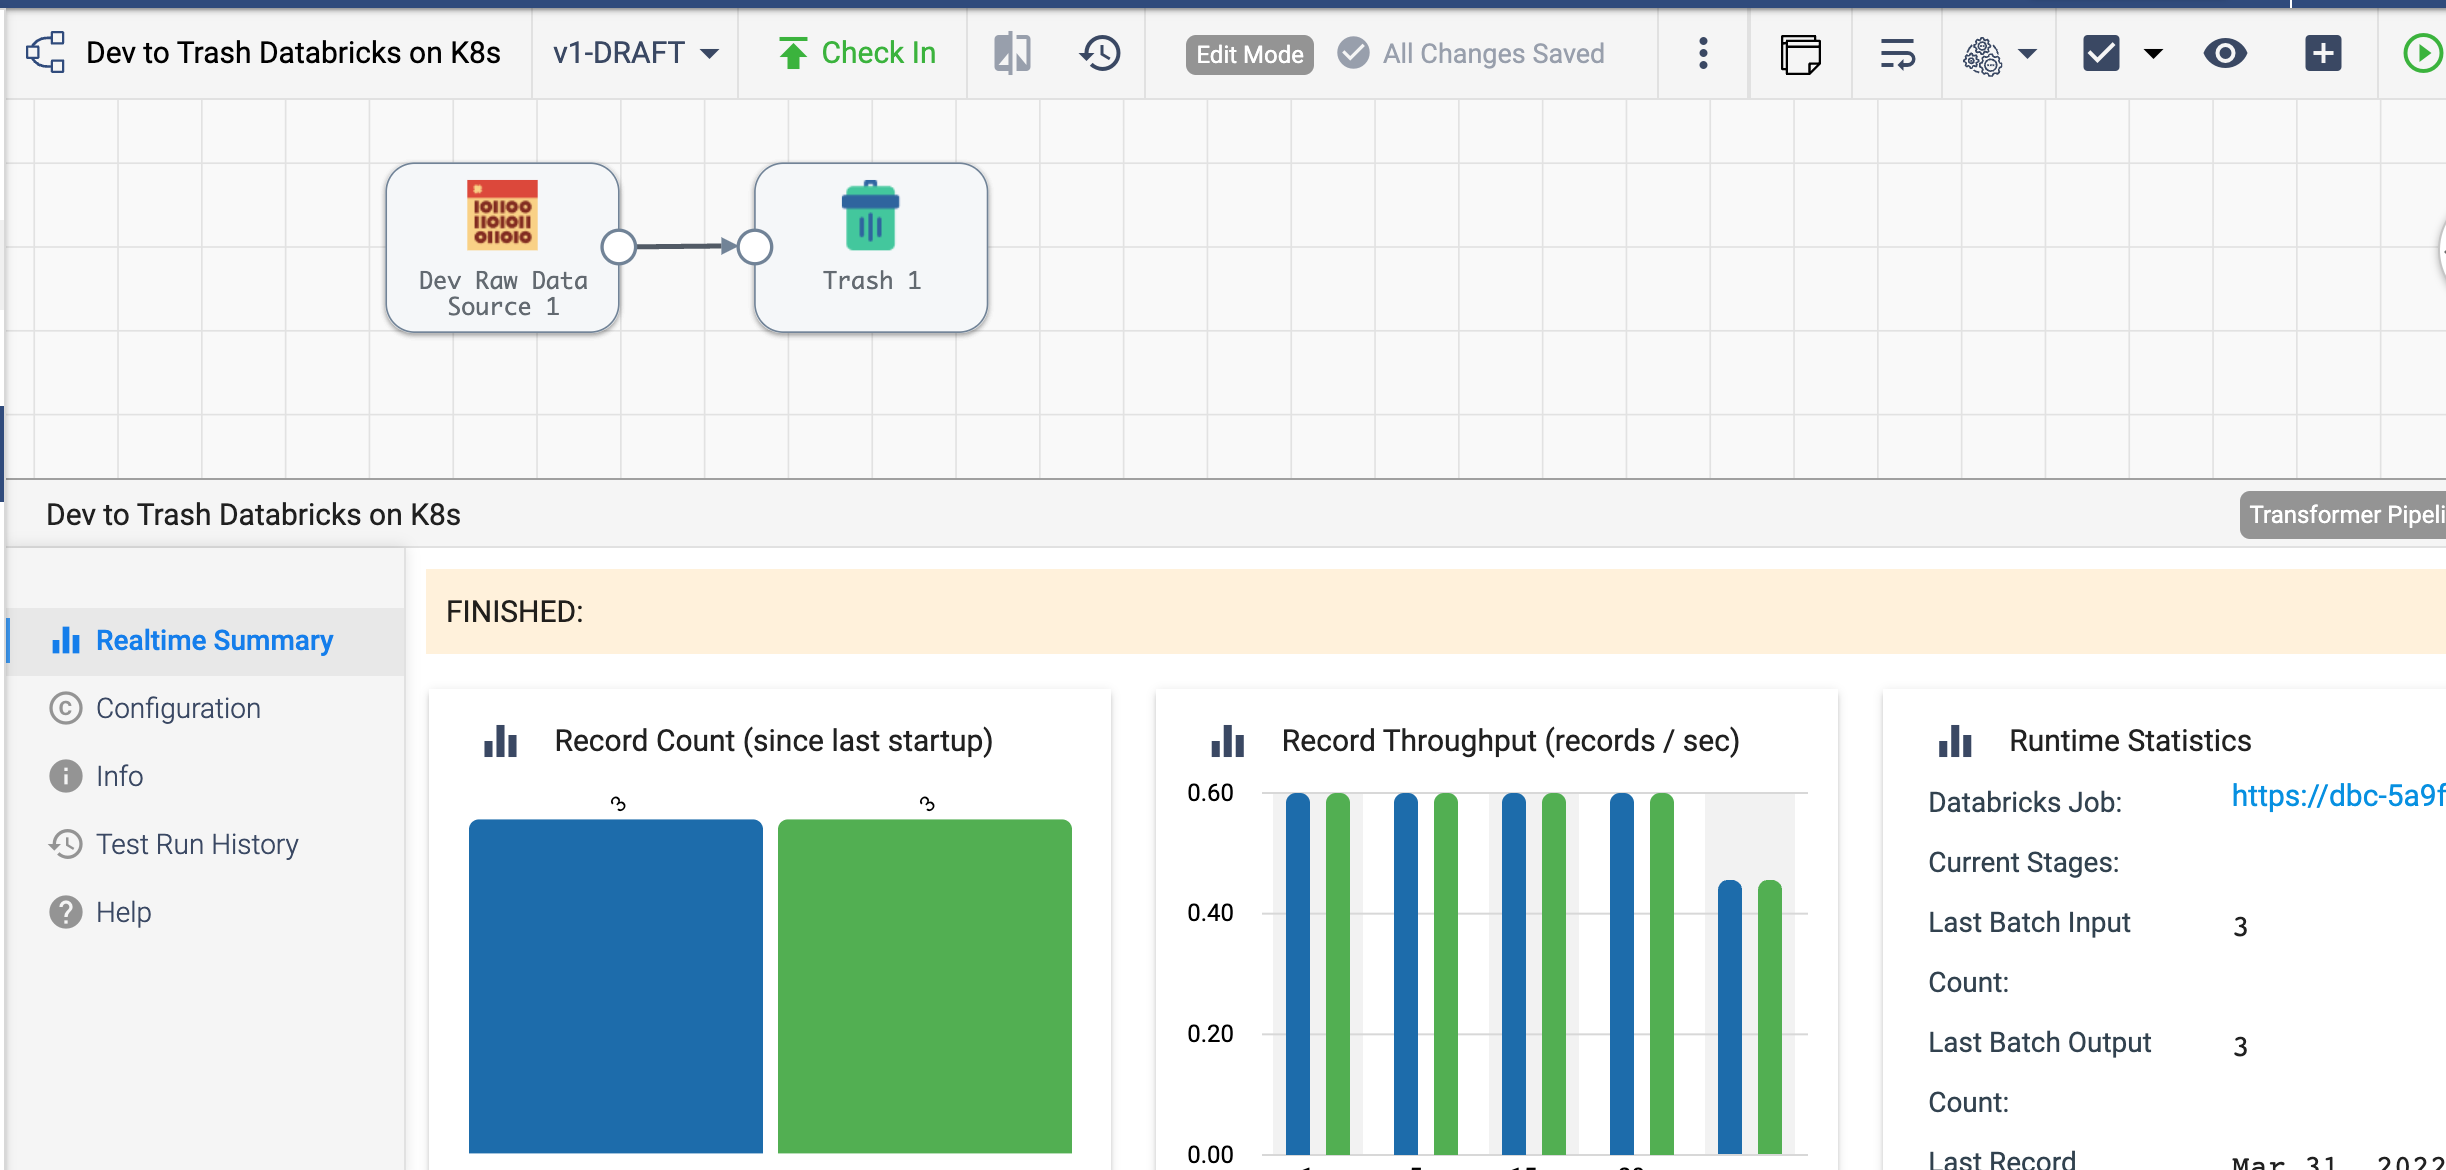 Dev to Trash Databricks on K8s
v1-DRAFT
Check In
Edit Mode
All Changes Saved
Dev Raw Data
Source 1
Trash 1
Dev to Trash Databricks on K8s
Transformer Pipeli
Realtime Summary
Configuration
Info
Test Run History
Help
FINISHED:
Record Count (since last startup)
3
3
Record Throughput (records / sec)
0.60
0.40
0.20
0.00
Runtime Statistics
Databricks Job:
https://dbc-5a9f
Current Stages:
Last Batch Input
Count:
3
Last Batch Output
Count:
3
Last Record
Mar 31, 2022